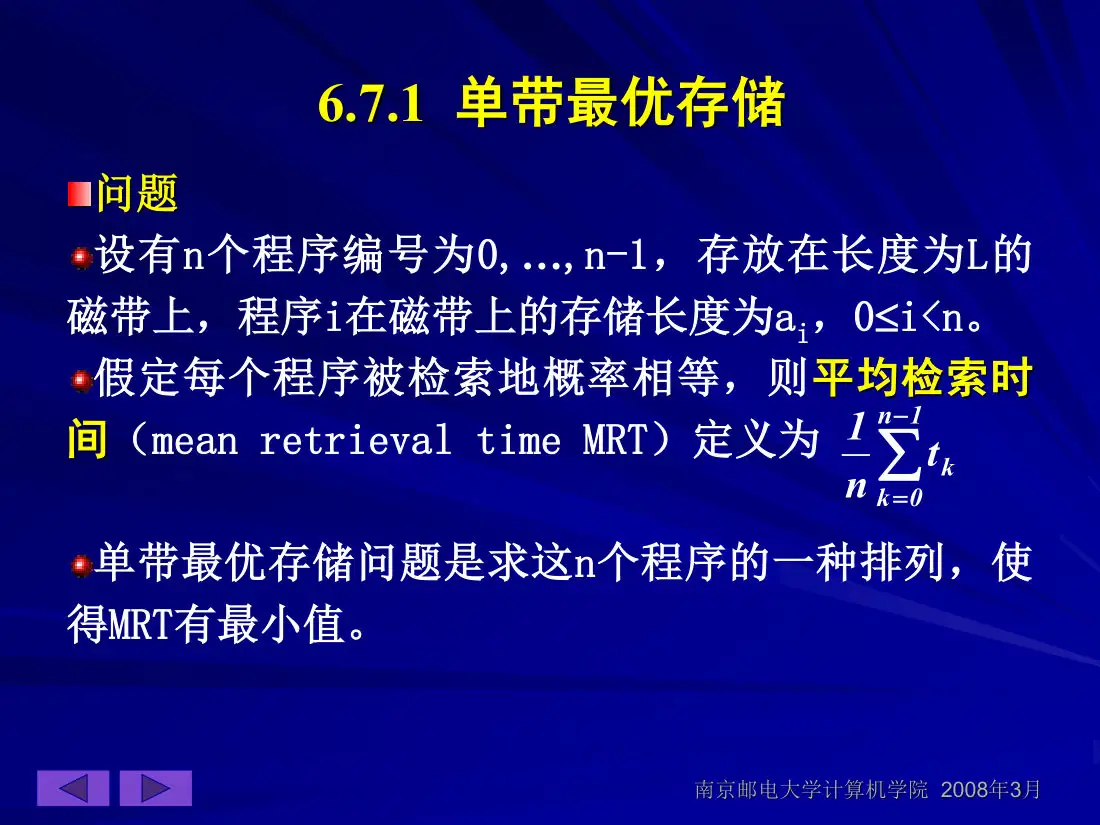 6.7.1 单带最优存储
问题
设有n个程序编号为0,…,n-1，存放在长度为L的
磁带上，程序i在磁带上的存储长度为aᵢ，0≤i<n。
假定每个程序被检索地概率相等，则平均检索时
间（mean retrieval time MRT）定义为 1/n ∑_{k=0}^{n-1} t_k
单带最优存储问题是求这n个程序的一种排列，使
得MRT有最小值。
南京邮电大学计算机学院 2008年3月